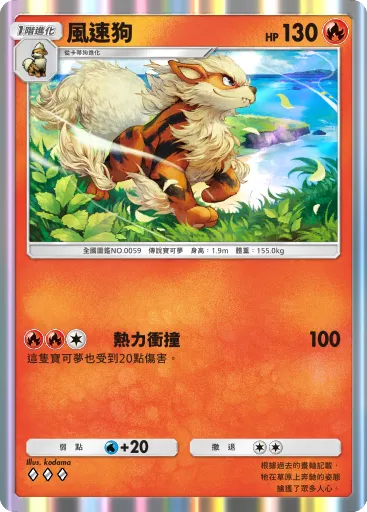 1階進化
風速狗
HP 130
從卡蒂狗進化
全國圖鑑NO.0059 傳說寶可夢 身高：1.9m 體重：155.0kg
熱力衝撞 100
這隻寶可夢也受到20點傷害。
弱點 +20 撤退
Illus. kodama
根據過去的畫軸記載，
牠在草原上奔馳的姿態
擄獲了眾多人心。